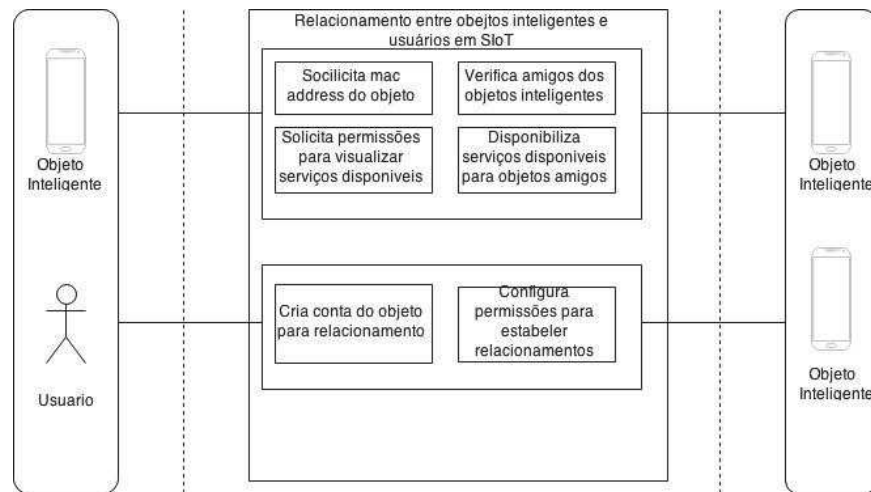 Relacionamento entre obejtos inteligentes e
usuários em SIoT
Socilicita mac
address do objeto
Verifica amigos dos
objetos inteligentes
Solicita permissões
para visualizar
serviços disponiveis
Disponibiliza
serviços disponiveis
para objetos amigos
Objeto
Inteligente
Objeto
Inteligente
Cria conta do objeto
para relacionamento
Configura
permissões para
estabeler
relacionamentos
Usuario
Objeto
Inteligente